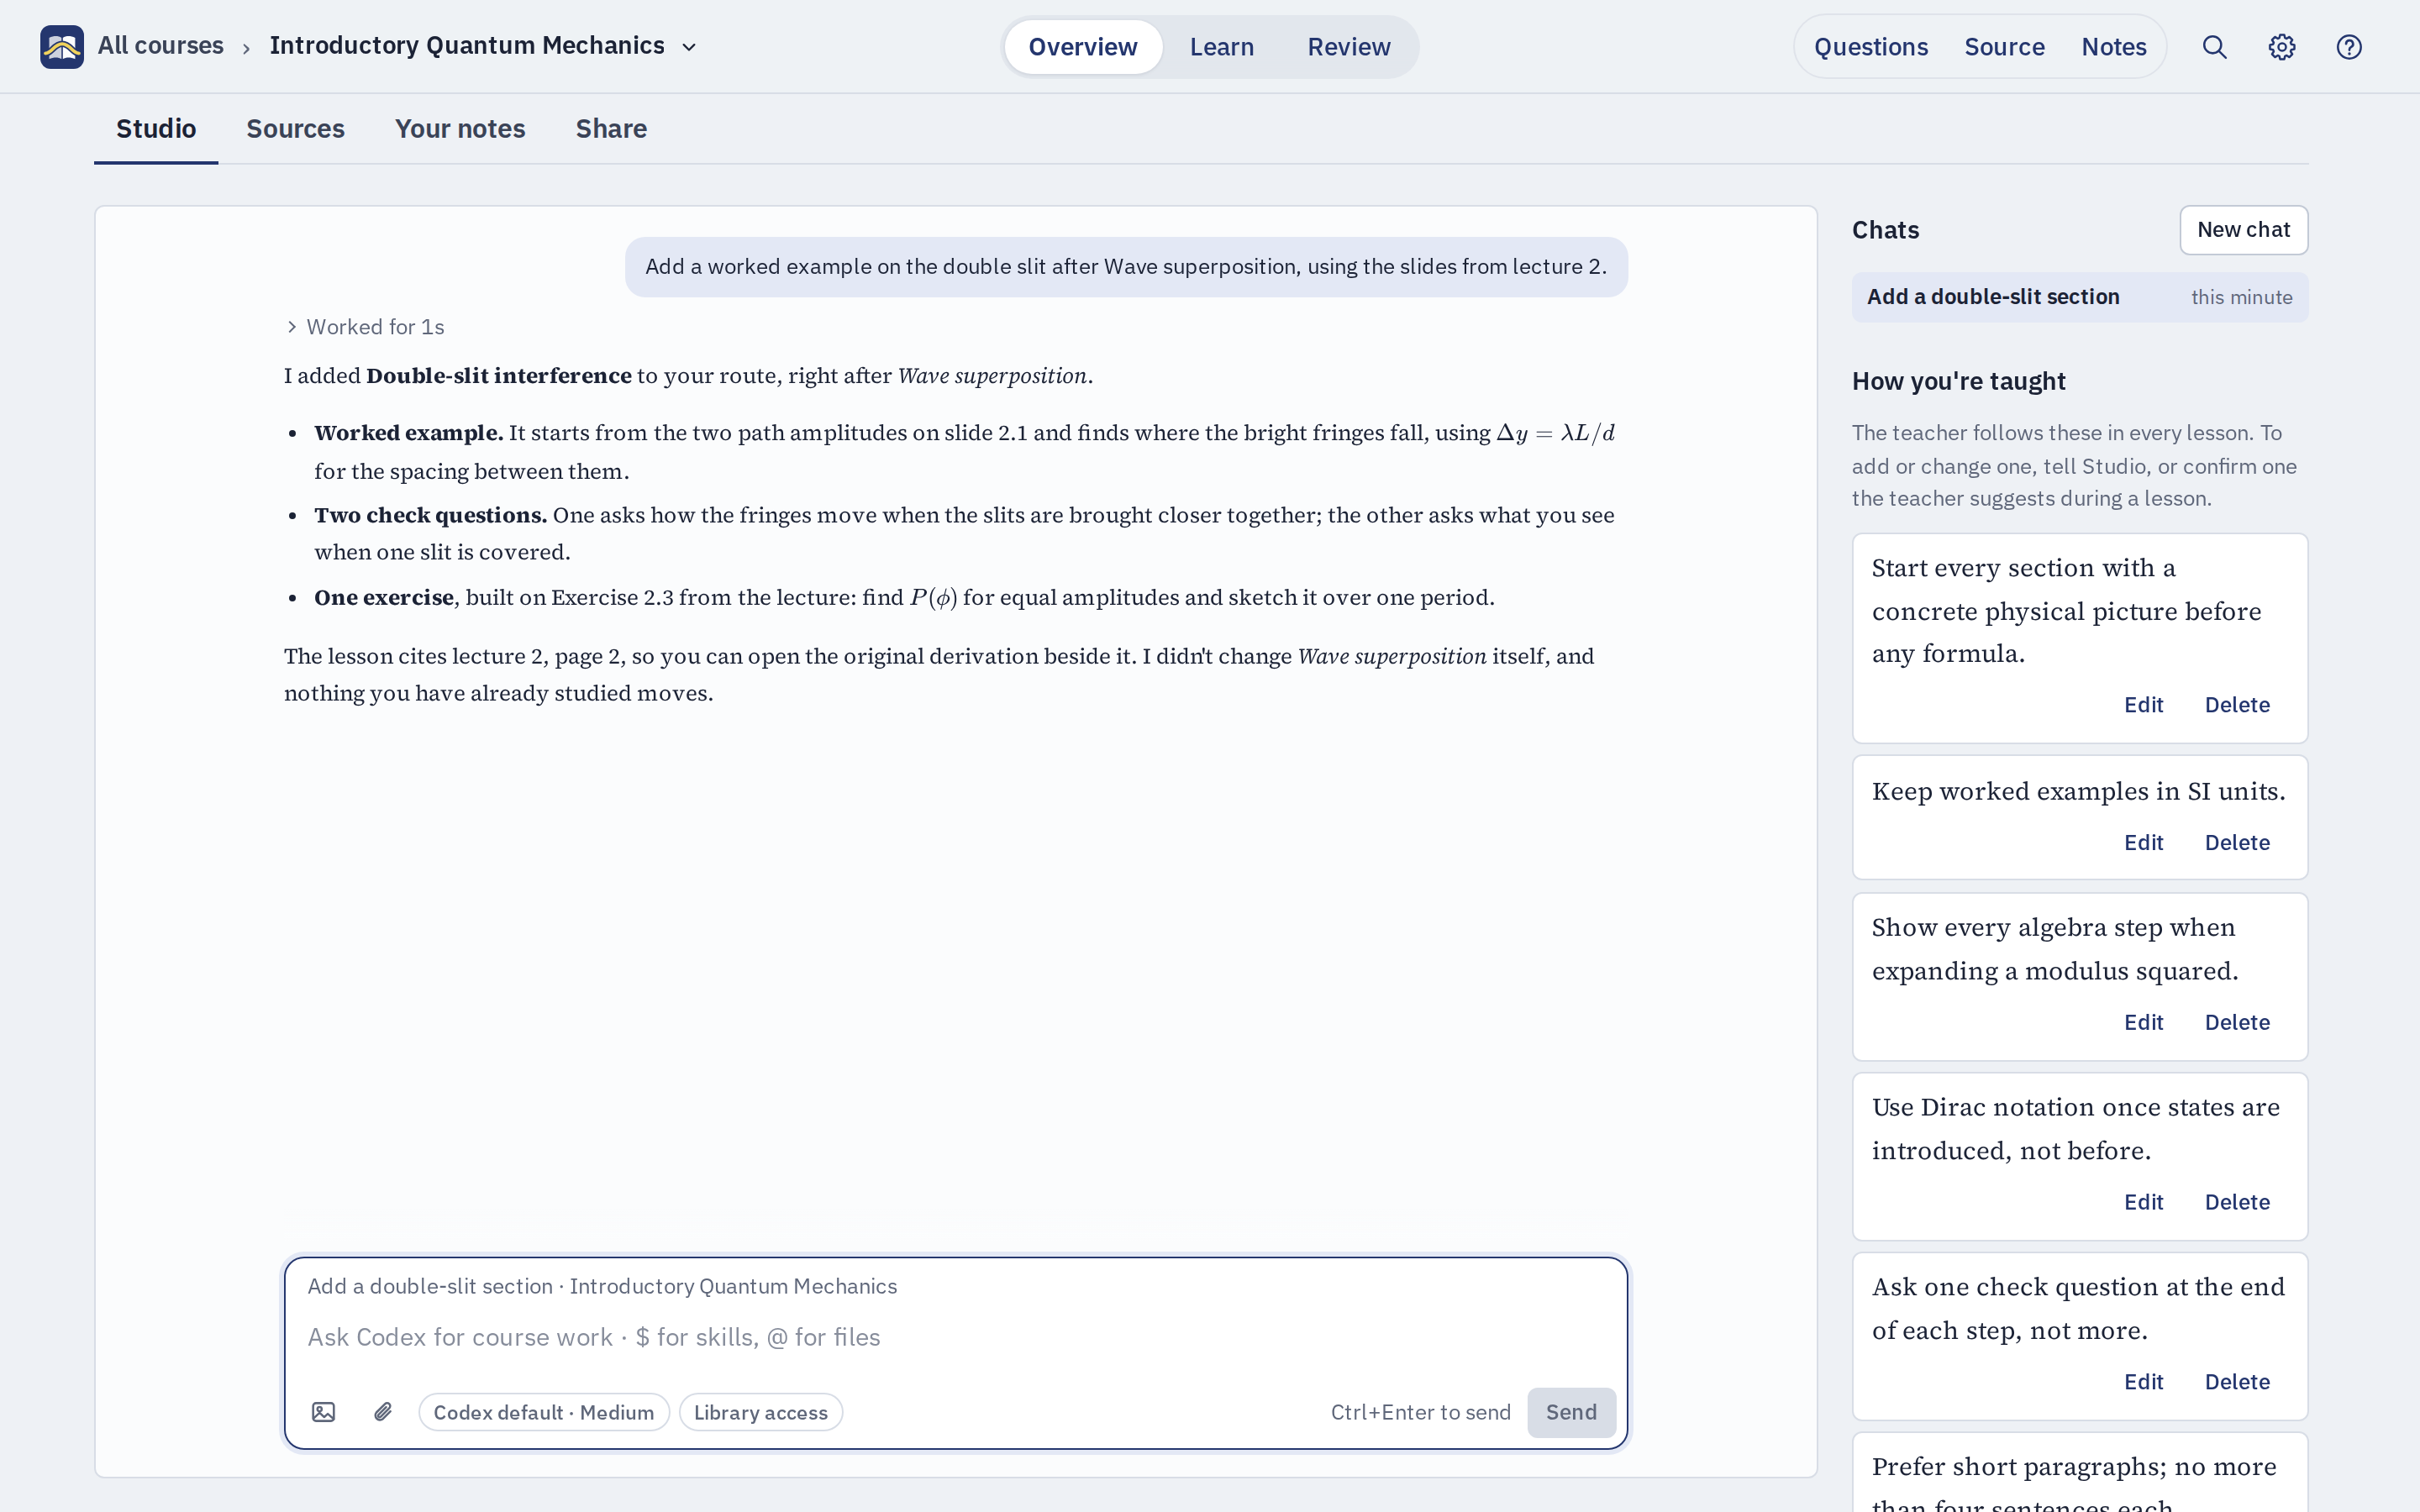 All courses › Introductory Quantum Mechanics
Overview Learn Review
Questions Source Notes
Studio Sources Your notes Share
Add a worked example on the double slit after Wave superposition, using the slides from lecture 2.
Worked for 1s
I added Double-slit interference to your route, right after Wave superposition.
• Worked example. It starts from the two path amplitudes on slide 2.1 and finds where the bright fringes fall, using Δy = λL/d
for the spacing between them.
• Two check questions. One asks how the fringes move when the slits are brought closer together; the other asks what you see
when one slit is covered.
• One exercise, built on Exercise 2.3 from the lecture: find P(ϕ) for equal amplitudes and sketch it over one period.
The lesson cites lecture 2, page 2, so you can open the original derivation beside it. I didn't change Wave superposition itself, and
nothing you have already studied moves.
Add a double-slit section · Introductory Quantum Mechanics
Ask Codex for course work · $ for skills, @ for files
Codex default · Medium Library access Ctrl+Enter to send Send
Chats New chat
Add a double-slit section this minute
How you're taught
The teacher follows these in every lesson. To
add or change one, tell Studio, or confirm one
the teacher suggests during a lesson.
Start every section with a
concrete physical picture before
any formula.
Edit Delete
Keep worked examples in SI units.
Edit Delete
Show every algebra step when
expanding a modulus squared.
Edit Delete
Use Dirac notation once states are
introduced, not before.
Edit Delete
Ask one check question at the end
of each step, not more.
Edit Delete
Prefer short paragraphs; no more
than four sentences each